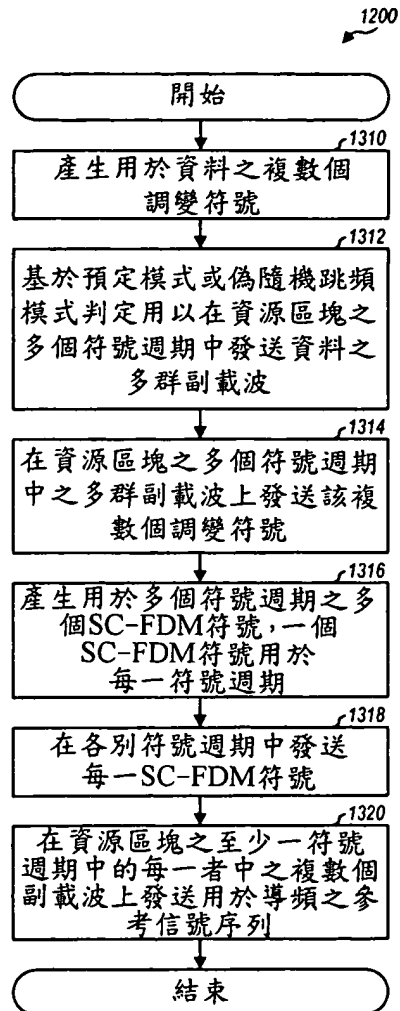 1200
開始
1310
產生用於資料之複數個
調變符號
1312
基於預定模式或偽隨機跳頻
模式判定用以在資源區塊之
多個符號週期中發送資料之
多群副載波
1314
在資源區塊之多個符號週期
中之多群副載波上發送該複
數個調變符號
1316
產生用於多個符號週期之多
個SC-FDM符號,一個
SC-FDM符號用於
每一符號週期
1318
在各別符號週期中發送
每一SC-FDM符號
1320
在資源區塊之至少一符號
週期中的每一者中之複數個
副載波上發送用於導頻之參
考信號序列
結束